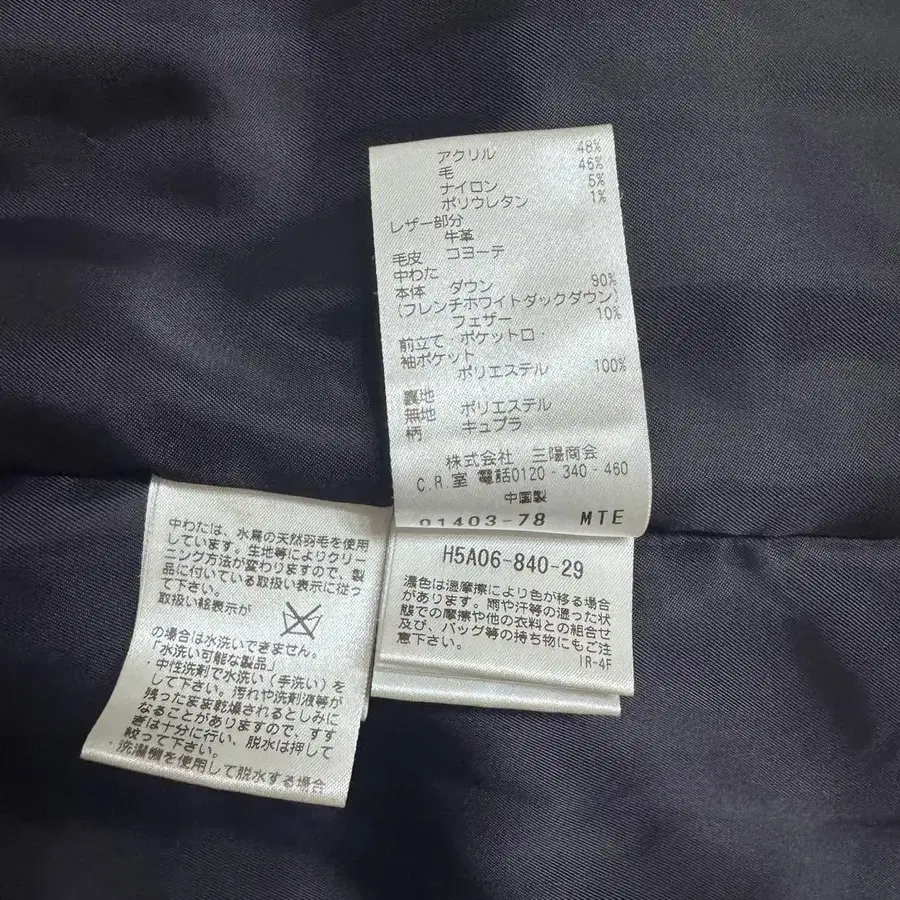 アクリル 48%
毛 46%
ナイロン 5%
ポリウレタン 1%
レザー部分
牛革
毛皮 コヨーテ
中わた
本体 ダウン 90%
(フレンチホワイトダックダウン)
フェザー 10%
前立て・ポケット口・
袖ポケット
ポリエステル 100%
裏地
無地 ポリエステル
柄 キュプラ
株式会社 三陽商会
C.R.室 電話0120-340-460
中国製
01403-78 MTE
H5A06-840-29
濃色は湿摩擦により色が移る場合
があります。雨や汗等の湿った状
態での摩擦や他の衣料との組合せ
及び、バッグ等の持ち物にもご注
意下さい。
IR-4F
中わたは、水鳥の天然羽毛を使用
しています。生地等によりクリー
ニング方法が変わりますので、製
品に付いている取扱い表示に従っ
て下さい。
取扱い絵表示が
の場合は水洗いできません。
「水洗い可能な製品」
・中性洗剤で水洗い(手洗い)を
して下さい。汚れや洗剤液等が
残ったまま乾燥されるとしみに
なることがありますので、すす
ぎは十分に行い、脱水は押して
絞って下さい。
・洗濯機を使用して脱水する場合